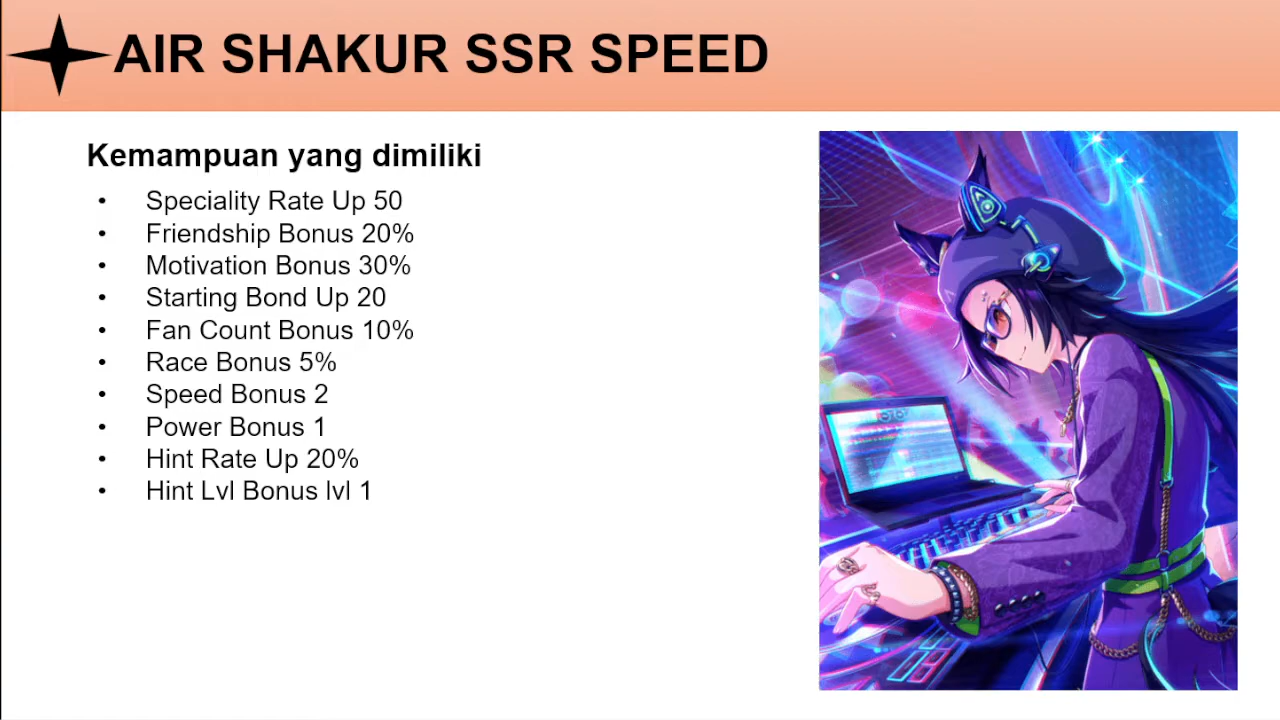 AIR SHAKUR SSR SPEED
Kemampuan yang dimiliki
• Speciality Rate Up 50
• Friendship Bonus 20%
• Motivation Bonus 30%
• Starting Bond Up 20
• Fan Count Bonus 10%
• Race Bonus 5%
• Speed Bonus 2
• Power Bonus 1
• Hint Rate Up 20%
• Hint Lvl Bonus lvl 1